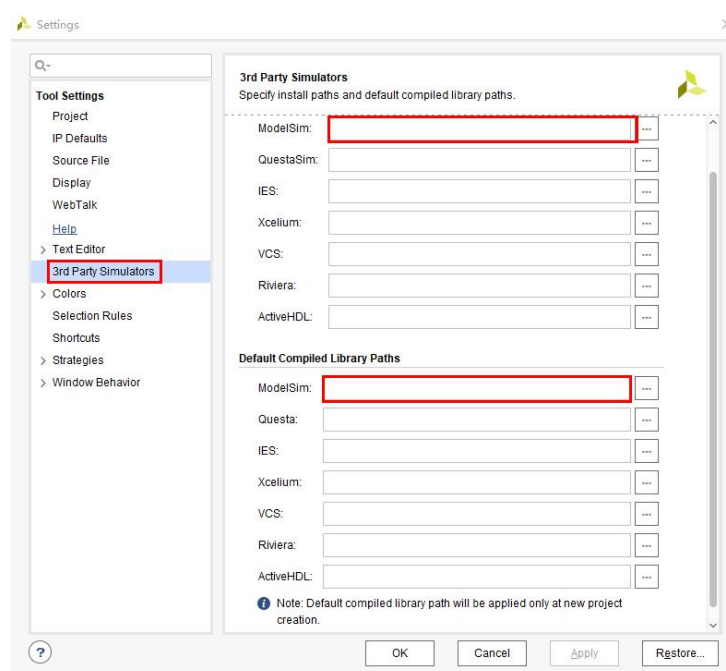 Settings
Tool Settings
Project
IP Defaults
Source File
Display
WebTalk
Help
Text Editor
3rd Party Simulators
Colors
Selection Rules
Shortcuts
Strategies
Window Behavior
3rd Party Simulators
Specify install paths and default compiled library paths.
ModelSim:
QuestaSim:
IES:
Xcelium:
VCS:
Riviera:
ActiveHDL:
Default Compiled Library Paths
ModelSim:
Questa:
IES:
Xcelium:
VCS:
Riviera:
ActiveHDL:
Note: Default compiled library path will be applied only at new project
creation.
? OK Cancel Apply Restore...